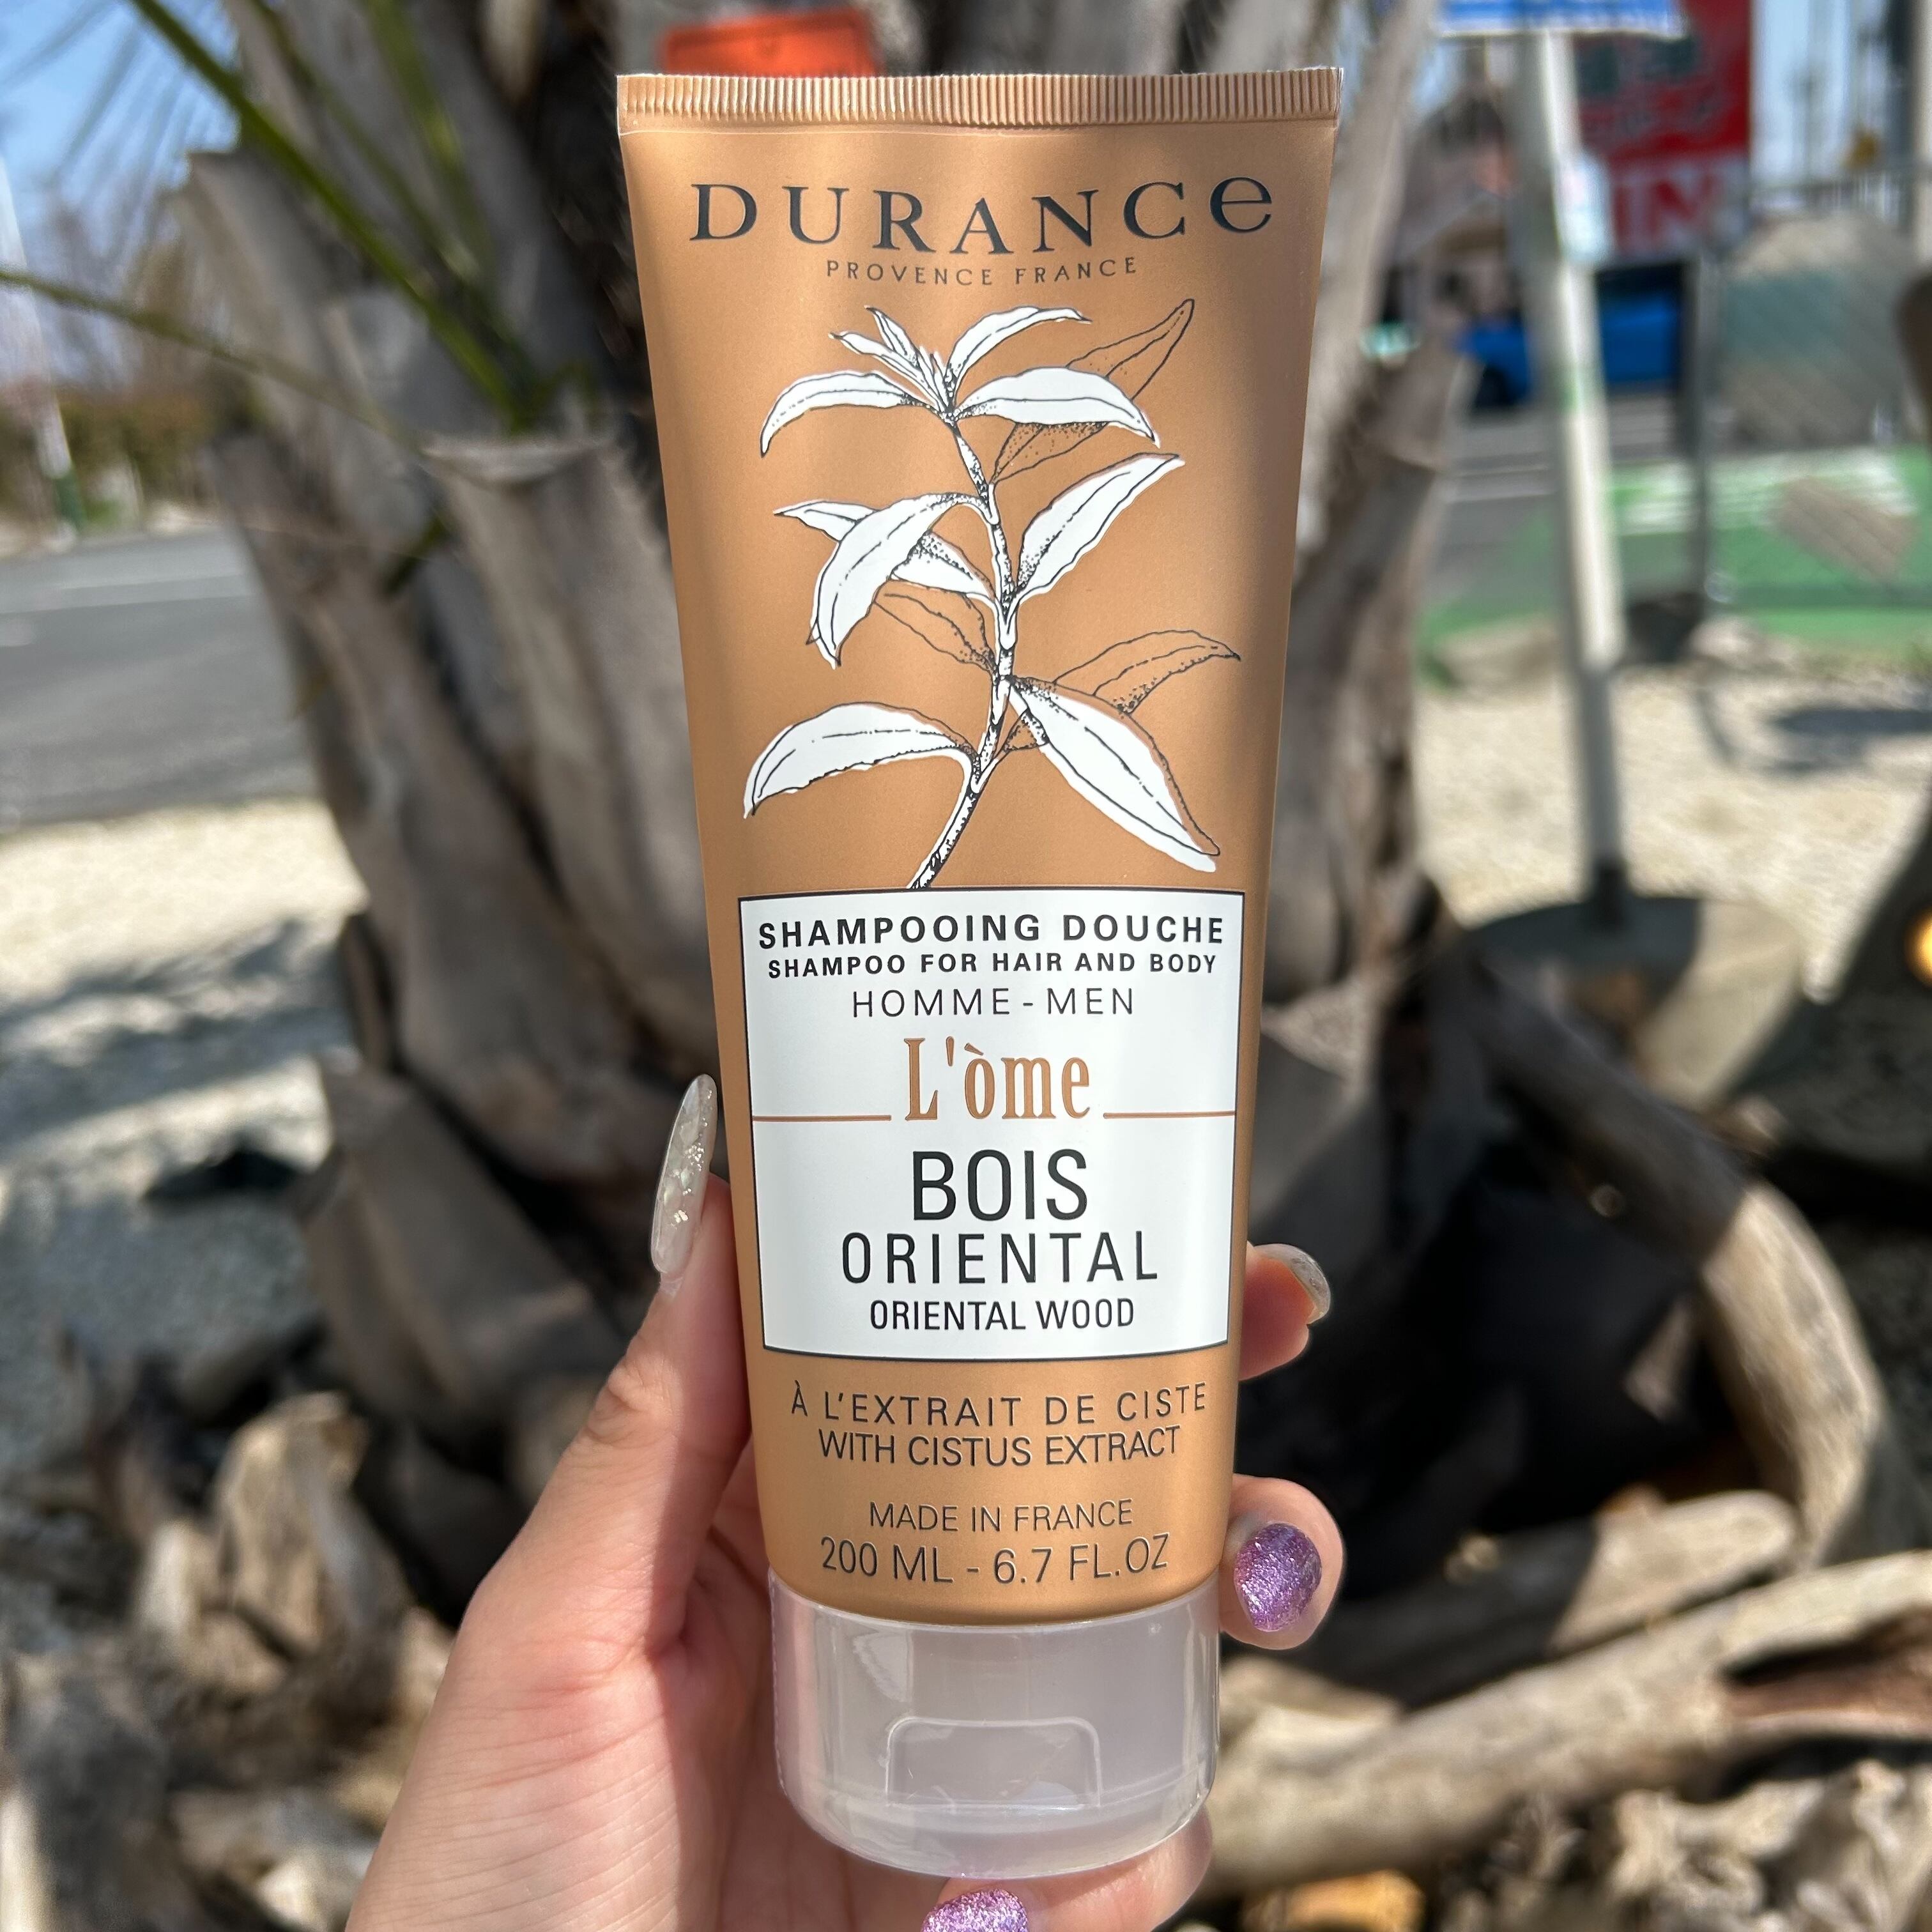 DURANCe
PROVENCE FRANCE
SHAMPOOING DOUCHE
SHAMPOO FOR HAIR AND BODY
HOMME - MEN
L'òme
BOIS
ORIENTAL
ORIENTAL WOOD
À L'EXTRAIT DE CISTE
WITH CISTUS EXTRACT
MADE IN FRANCE
200 ML - 6.7 FL.OZ